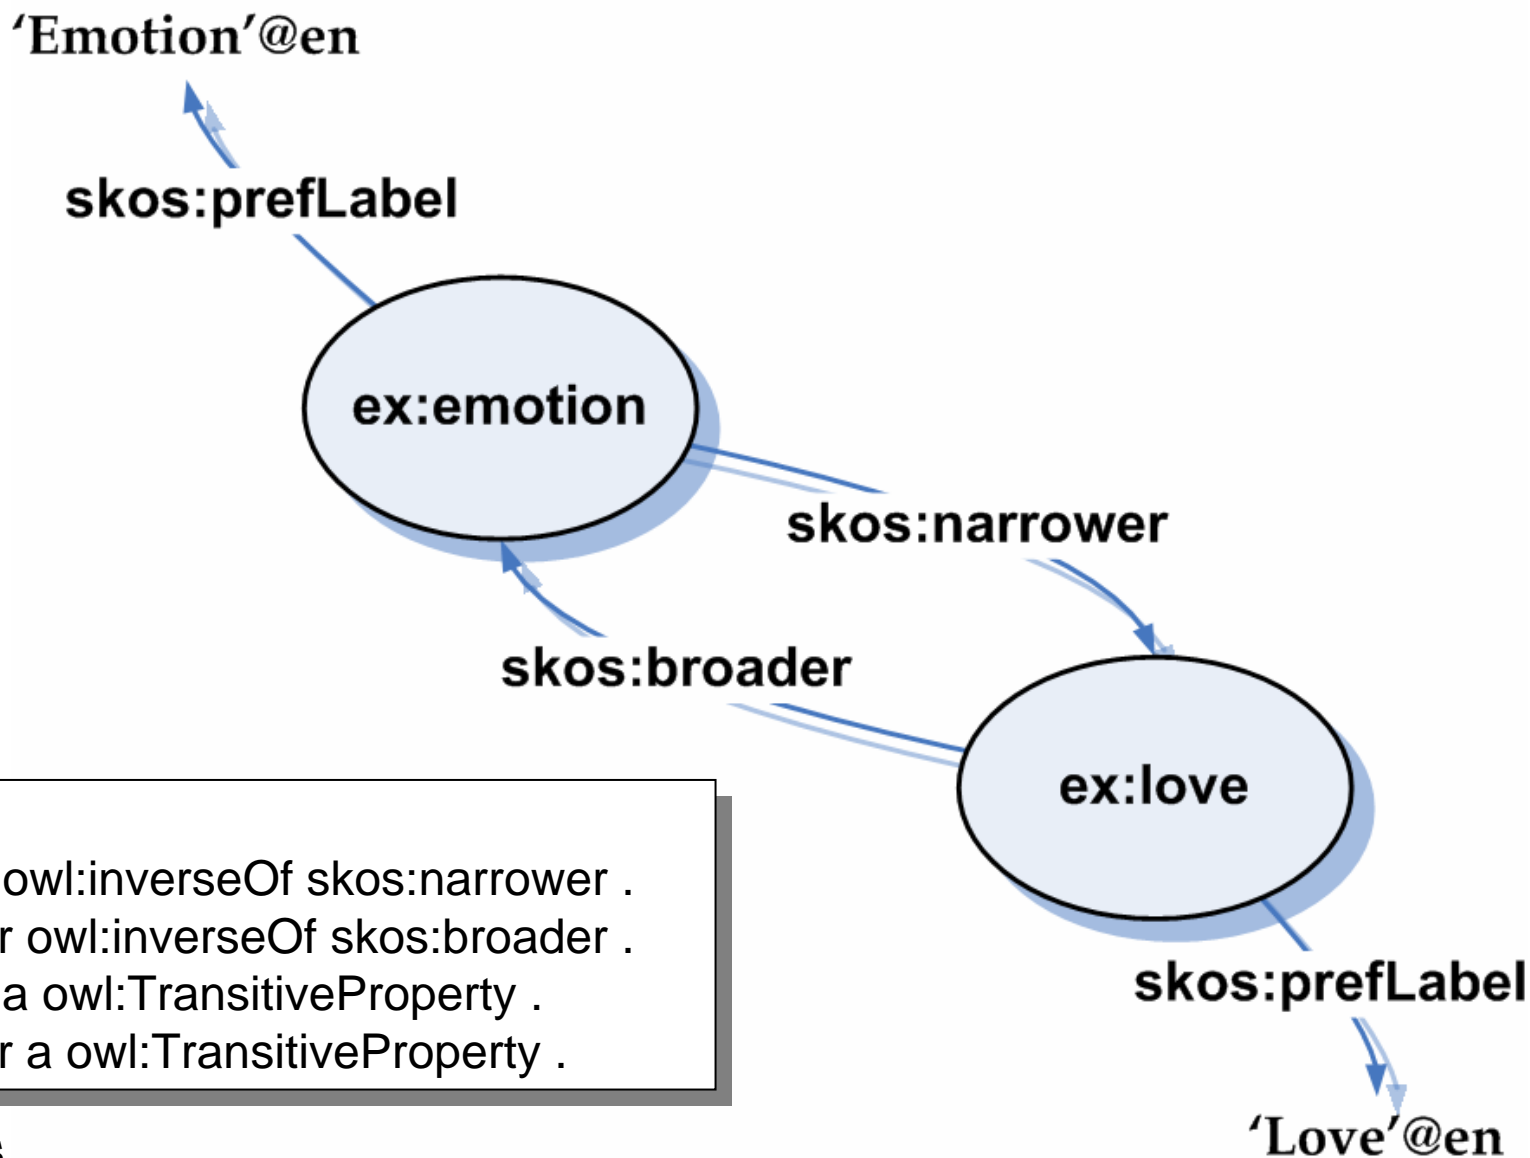 ‘Emotion’@en
skos:prefLabel
ex:emotion
skos:narrower
skos:broader
ex:love
owl:inverseOf skos:narrower .
r owl:inverseOf skos:broader .
a owl:TransitiveProperty .
r a owl:TransitiveProperty .
skos:prefLabel
‘Love’@en